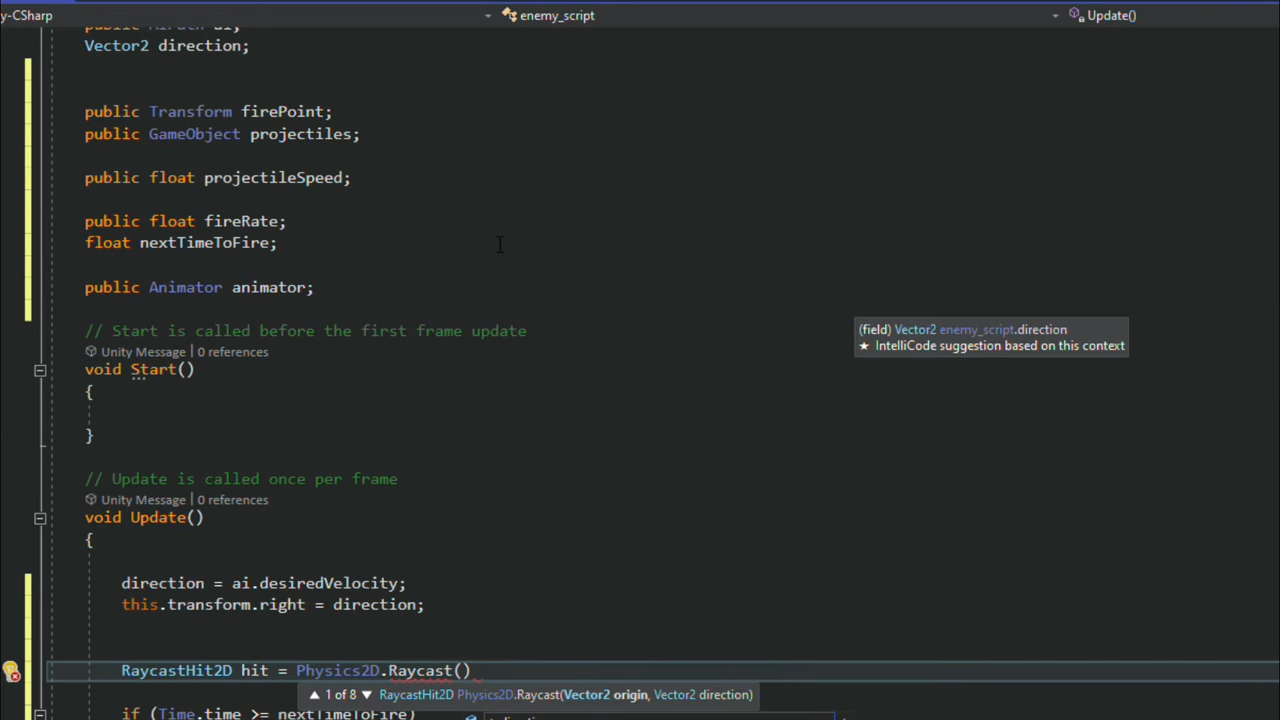 y-CSharp enemy_script Update()
public AIPath ai;
Vector2 direction;
public Transform firePoint;
public GameObject projectiles;
public float projectileSpeed;
public float fireRate;
float nextTimeToFire;
public Animator animator;
// Start is called before the first frame update
(field) Vector2 enemy_script.direction
★ IntelliCode suggestion based on this context
Unity Message | 0 references
void Start()
{
}
// Update is called once per frame
Unity Message | 0 references
void Update()
{
direction = ai.desiredVelocity;
this.transform.right = direction;
RaycastHit2D hit = Physics2D.Raycast()
▲ 1 of 8 ▼ RaycastHit2D Physics2D.Raycast(Vector2 origin, Vector2 direction)
if (Time.time >= nextTimeToFire)